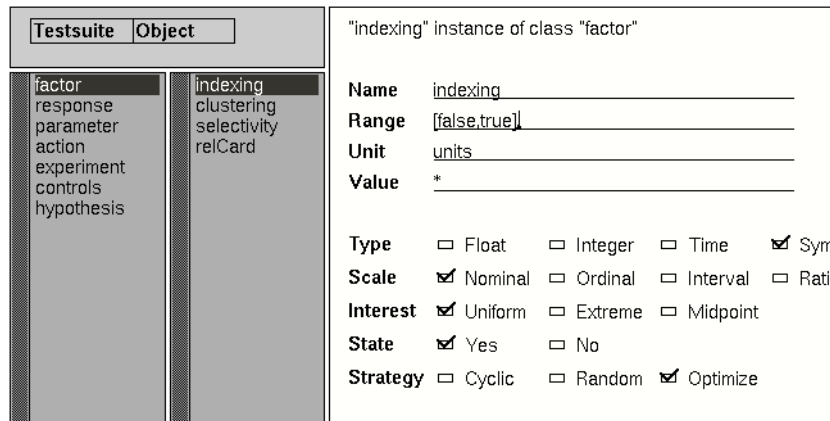 Testsuite Object
factor
response
parameter
action
experiment
controls
hypothesis
indexing
clustering
selectivity
relCard
"indexing" instance of class "factor"
Name indexing
Range [false,true]
Unit units
Value *
Type Float Integer Time Sym
Scale Nominal Ordinal Interval Rati
Interest Uniform Extreme Midpoint
State Yes No
Strategy Cyclic Random Optimize